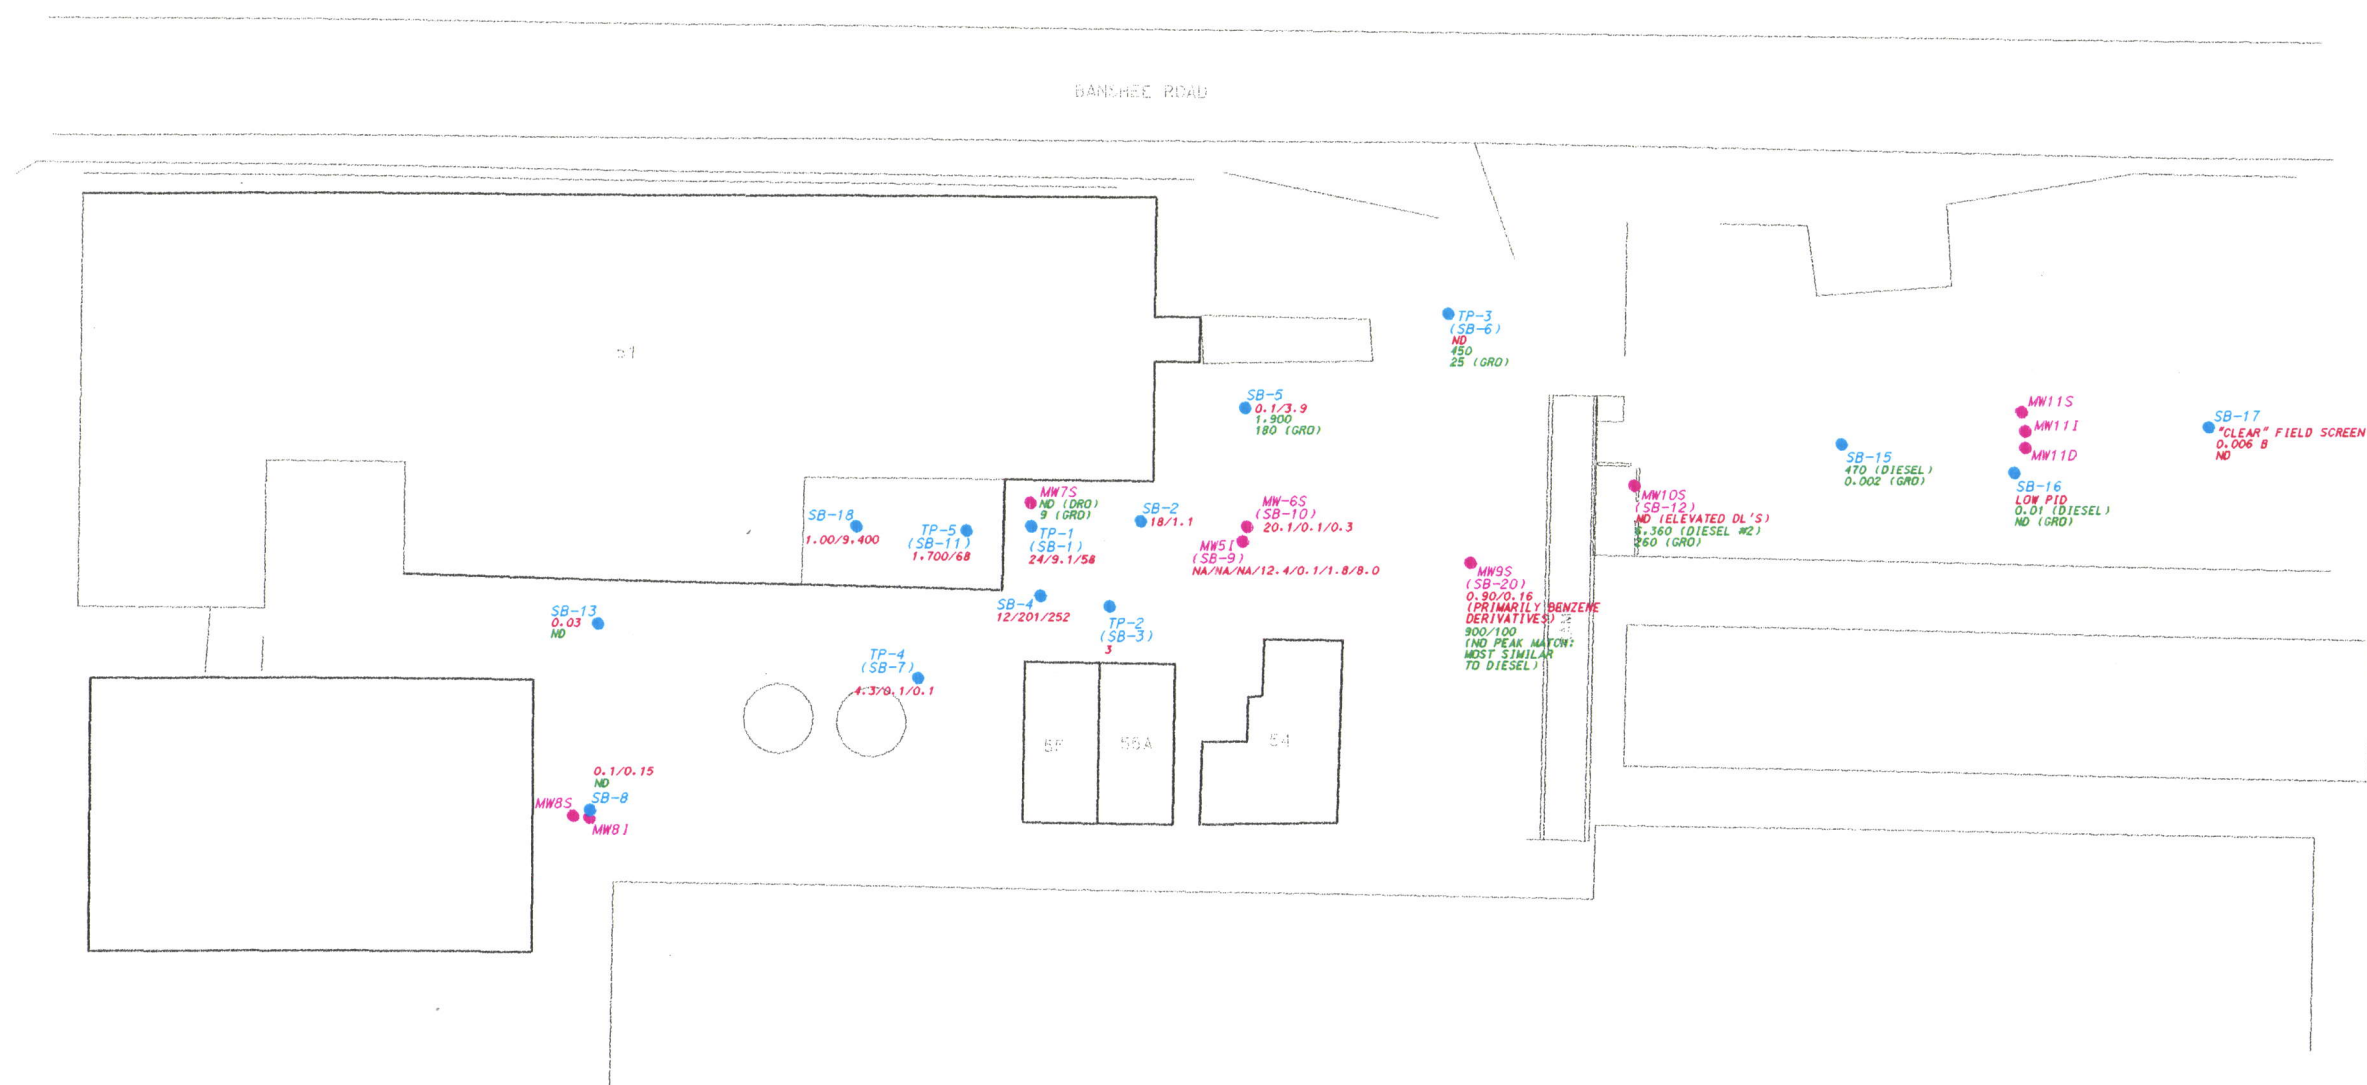 BANSHEE ROAD
TP-3
(SB-6)
ND
450
25 (GRO)
SB-5
0.1/3.9
1,900
180 (GRO)
MW11S
MW11I
MW11D
SB-17
"CLEAR" FIELD SCREEN
0.006 B
ND
SB-15
470 (DIESEL)
0.002 (GRO)
SB-16
LOW PID
0.01 (DIESEL)
ND (GRO)
MW10S
(SB-12)
ND (ELEVATED DL'S)
(DIESEL #2)
260 (GRO)
MW7S
ND (DRO)
9 (GRO)
TP-1
(SB-1)
24/9.1/58
SB-2
18/1.1
MW-6S
(SB-10)
20.1/0.1/0.3
MW5I
(SB-9)
NA/NA/NA/12.4/0.1/1.8/8.0
SB-18
1.00/9,400
TP-5
(SB-11)
1,700/68
MW9S
(SB-20)
0.90/0.16
(PRIMARILY BENZENE
DERIVATIVES)
900/100
(NO PEAK MATCH:
MOST SIMILAR
TO DIESEL)
SB-4
12/201/252
TP-2
(SB-3)
3
SB-13
0.03
ND
TP-4
(SB-7)
4.3/0.1/0.1
55A
54
0.1/0.15
ND
SB-8
MW8S
MW8I